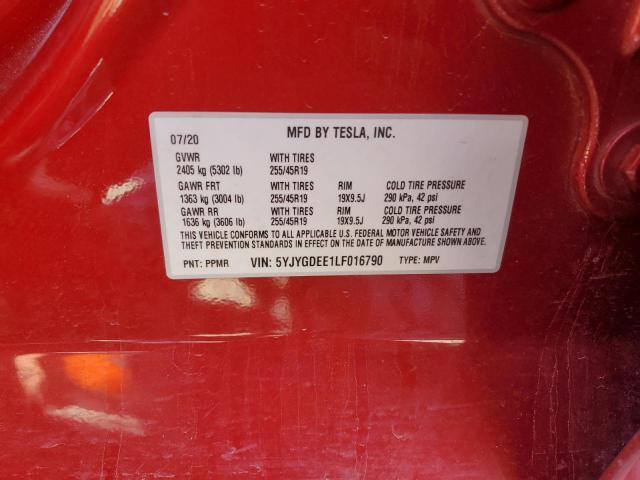 07/20 MFD BY TESLA, INC.
GVWR WITH TIRES
2405 kg (5302 lb) 255/45R19
GAWR FRT WITH TIRES RIM COLD TIRE PRESSURE
1363 kg (3004 lb) 255/45R19 19X9.5J 290 kPa, 42 psi
GAWR RR WITH TIRES RIM COLD TIRE PRESSURE
1636 kg (3606 lb) 255/45R19 19X9.5J 290 kPa, 42 psi
THIS VEHICLE CONFORMS TO ALL APPLICABLE U.S. FEDERAL MOTOR VEHICLE SAFETY AND
THEFT PREVENTION STANDARDS IN EFFECT ON THE DATE OF MANUFACTURE SHOWN ABOVE.
PNT: PPMR VIN: 5YJYGDEE1LF016790 TYPE: MPV